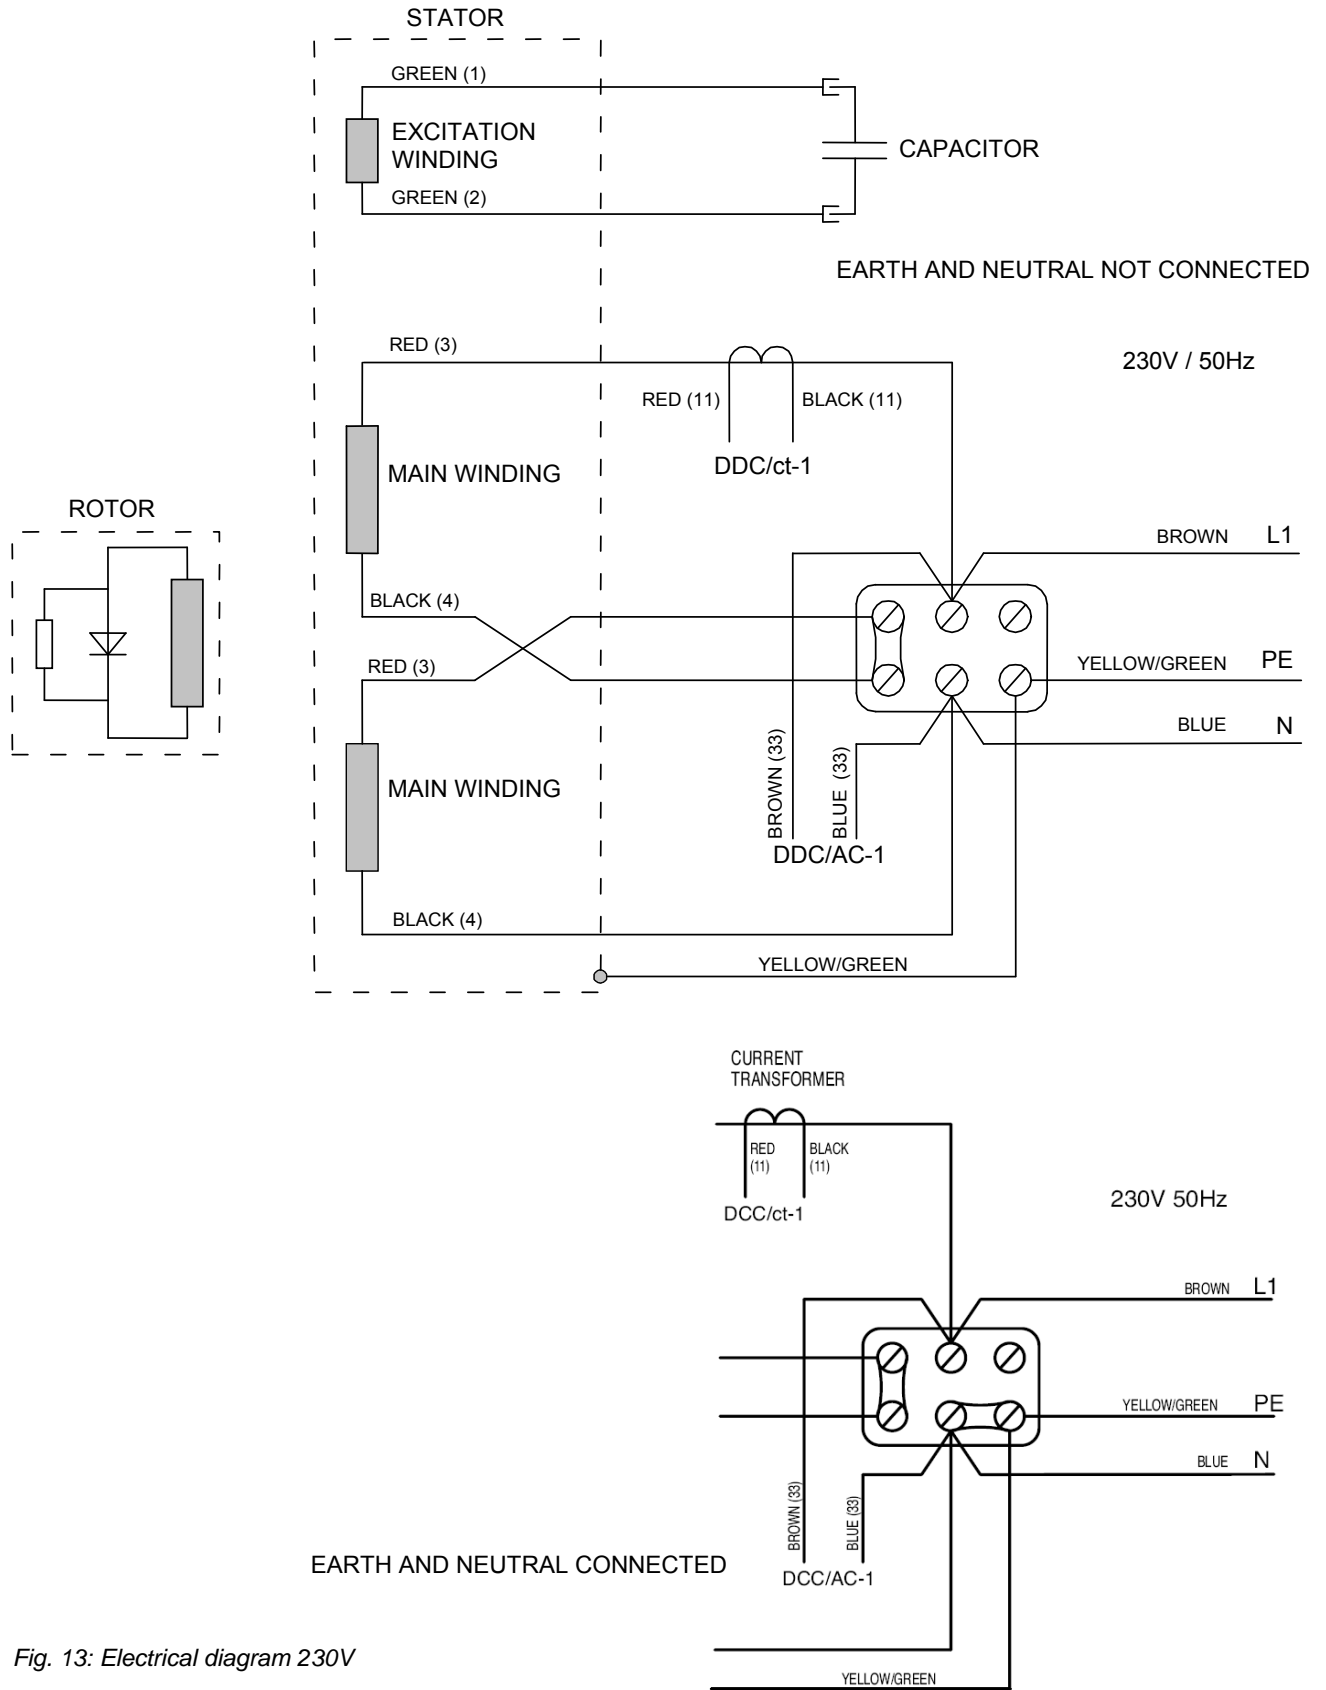 STATOR
GREEN (1)
EXCITATION
WINDING
CAPACITOR
GREEN (2)
EARTH AND NEUTRAL NOT CONNECTED
RED (3)
230V / 50Hz
RED (11)
BLACK (11)
DDC/ct-1
MAIN WINDING
ROTOR
BROWN L1
BLACK (4)
RED (3)
YELLOW/GREEN PE
BLUE N
BROWN (33)
BLUE (33)
MAIN WINDING
DDC/AC-1
BLACK (4)
YELLOW/GREEN
CURRENT
TRANSFORMER
RED
(11)
BLACK
(11)
DCC/ct-1
230V 50Hz
BROWN L1
YELLOW/GREEN PE
BLUE N
BROWN (33)
BLUE (33)
EARTH AND NEUTRAL CONNECTED
DCC/AC-1
Fig. 13: Electrical diagram 230V
YELLOW/GREEN